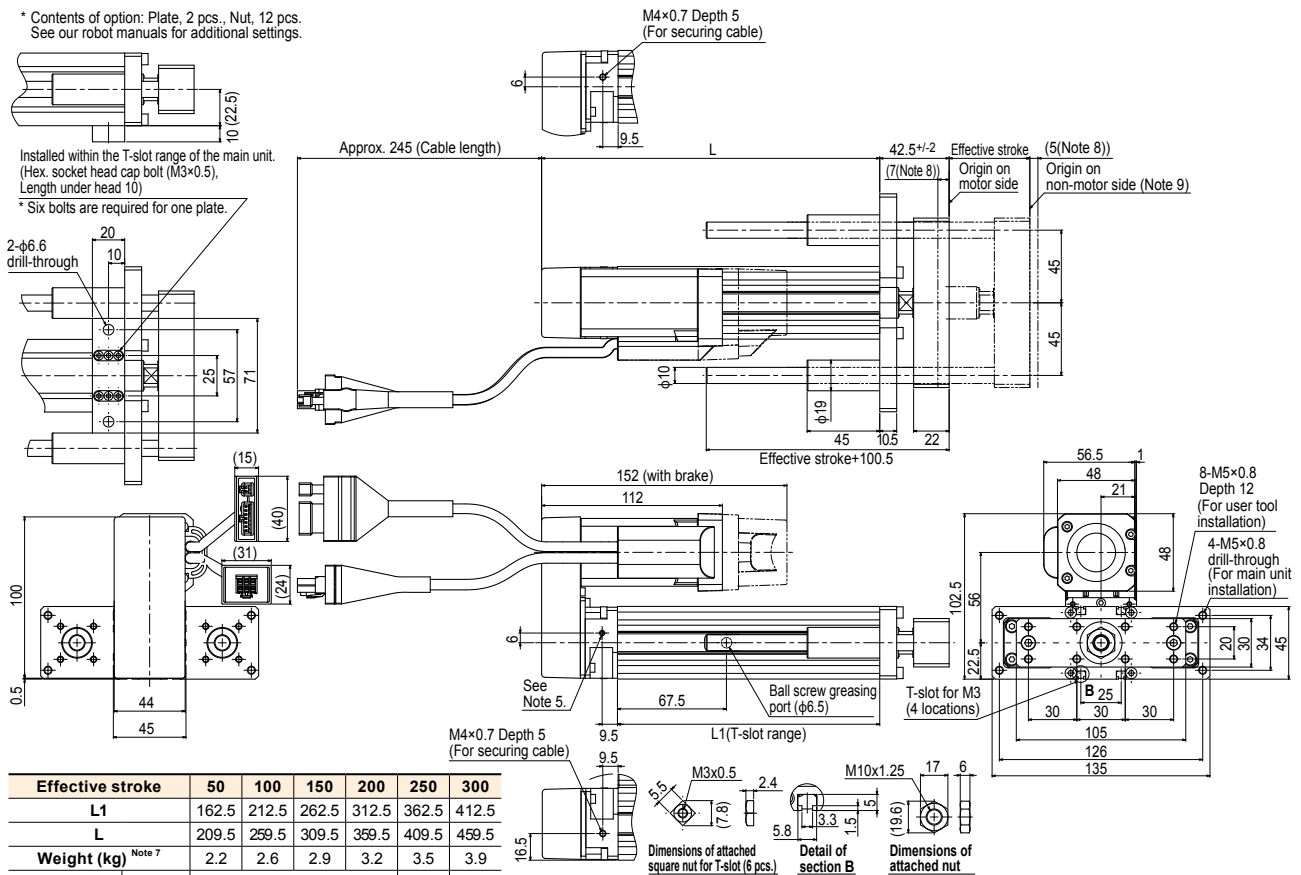 * Contents of option: Plate, 2 pcs., Nut, 12 pcs.
See our robot manuals for additional settings.
10 (22.5)
Installed within the T-slot range of the main unit.
(Hex. socket head cap bolt (M3×0.5),
Length under head 10)
* Six bolts are required for one plate.
20
10
2-φ6.6
drill-through
25
57
71
M4×0.7 Depth 5
(For securing cable)
6
9.5
Approx. 245 (Cable length)
L
42.5+/-2
Effective stroke
(5(Note 8))
(7(Note 8))
Origin on
motor side
Origin on
non-motor side (Note 9)
45
45
φ10
φ19
45
10.5
22
Effective stroke+100.5
(15)
(40)
(31)
(24)
100
0.5
44
45
152 (with brake)
112
6
See
Note 5.
67.5
Ball screw greasing
port (φ6.5)
9.5
L1(T-slot range)
56.5
1
48
21
8-M5×0.8
Depth 12
(For user tool
installation)
4-M5×0.8
drill-through
(For main unit
installation)
48
102.5
56
22.5
20
30
34
45
T-slot for M3
(4 locations)
B
25
30
30
30
105
126
135
M4×0.7 Depth 5
(For securing cable)
9.5
16.5
M3x0.5
5.5
(7.8)
2.4
Dimensions of attached
square nut for T-slot (6 pcs.)
5.8
3.3
1.5
5
Detail of
section B
M10x1.25
17
6
(19.6)
Dimensions of
attached nut
Effective stroke 50 100 150 200 250 300
L1 162.5 212.5 262.5 312.5 362.5 412.5
L 209.5 259.5 309.5 359.5 409.5 459.5
Weight (kg) Note 7 2.2 2.6 2.9 3.2 3.5 3.9